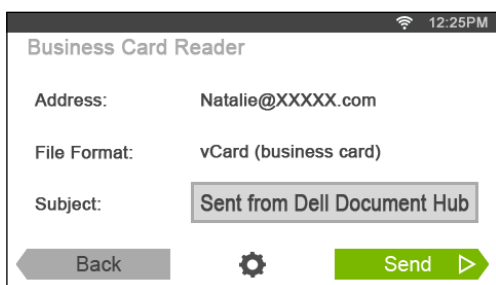 12:25PM
Business Card Reader
Address: Natalie@XXXXX.com
File Format: vCard (business card)
Subject: Sent from Dell Document Hub
Back Send